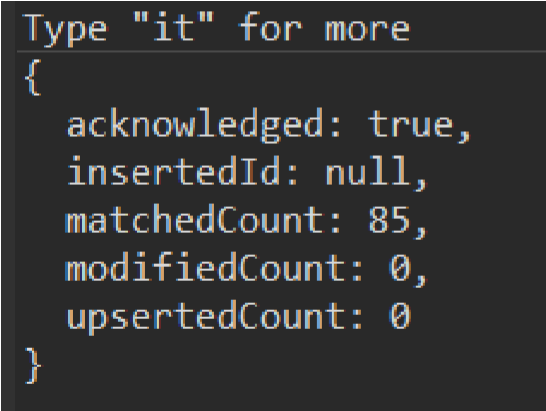 Type "it" for more
{
  acknowledged: true,
  insertedId: null,
  matchedCount: 85,
  modifiedCount: 0,
  upsertedCount: 0
}